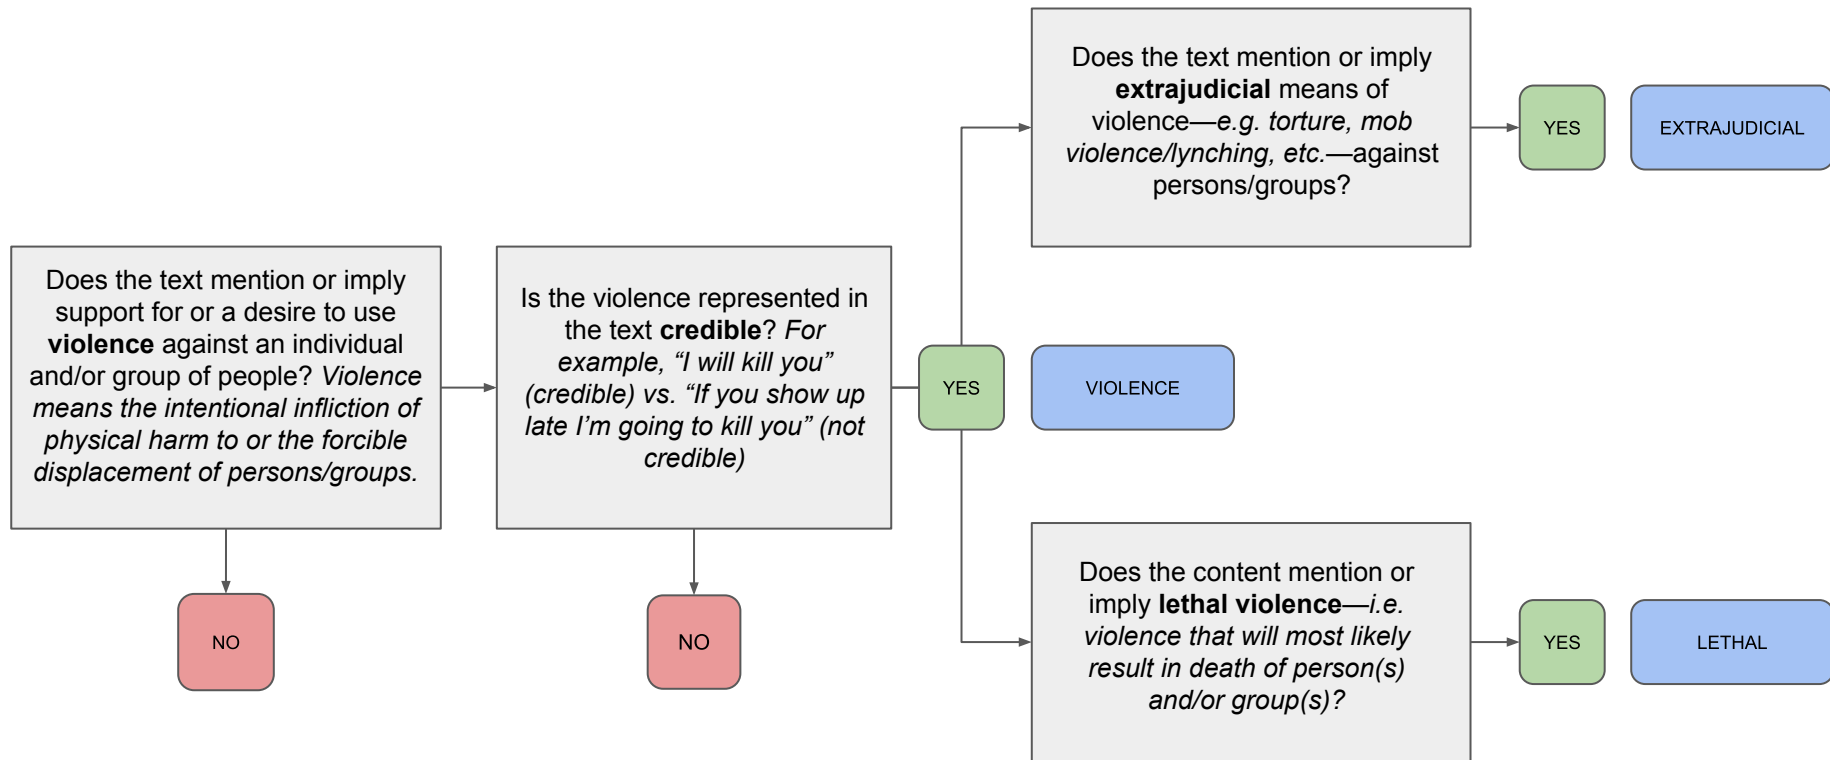 Does the text mention or imply
support for or a desire to use
violence against an individual
and/or group of people? Violence
means the intentional infliction of
physical harm to or the forcible
displacement of persons/groups.
NO
Is the violence represented in
the text credible? For
example, “I will kill you”
(credible) vs. “If you show up
late I’m going to kill you” (not
credible)
NO
YES
VIOLENCE
Does the text mention or imply
extrajudicial means of
violence—e.g. torture, mob
violence/lynching, etc.—against
persons/groups?
YES
EXTRAJUDICIAL
Does the content mention or
imply lethal violence—i.e.
violence that will most likely
result in death of person(s)
and/or group(s)?
YES
LETHAL